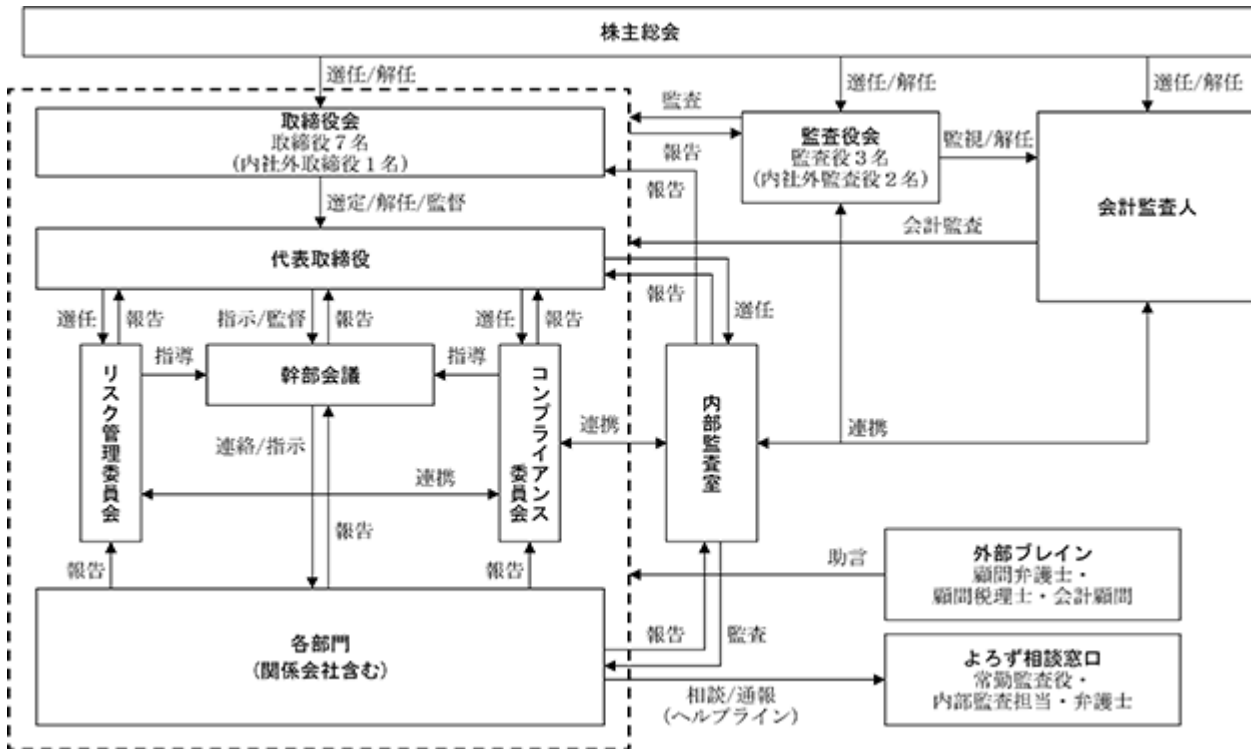 株主総会
選任/解任
選任/解任
選任/解任
取締役会
取締役7名
(内社外取締役1名)
監査
報告
監査役会
監査役3名
(内社外監査役2名)
監視/解任
会計監査人
選定/解任/監督
報告
会計監査
代表取締役
選任
報告
指示/監督
報告
選任
報告
報告
選任
リスク管理委員会
指導
幹部会議
指導
コンプライアンス
委員会
内部監査室
連携
連携
連絡/指示
連携
報告
報告
報告
助言
外部ブレイン
顧問弁護士・
顧問税理士・会計顧問
各部門
(関係会社含む)
報告
監査
相談/通報
(ヘルプライン)
よろず相談窓口
常勤監査役・
内部監査担当・弁護士